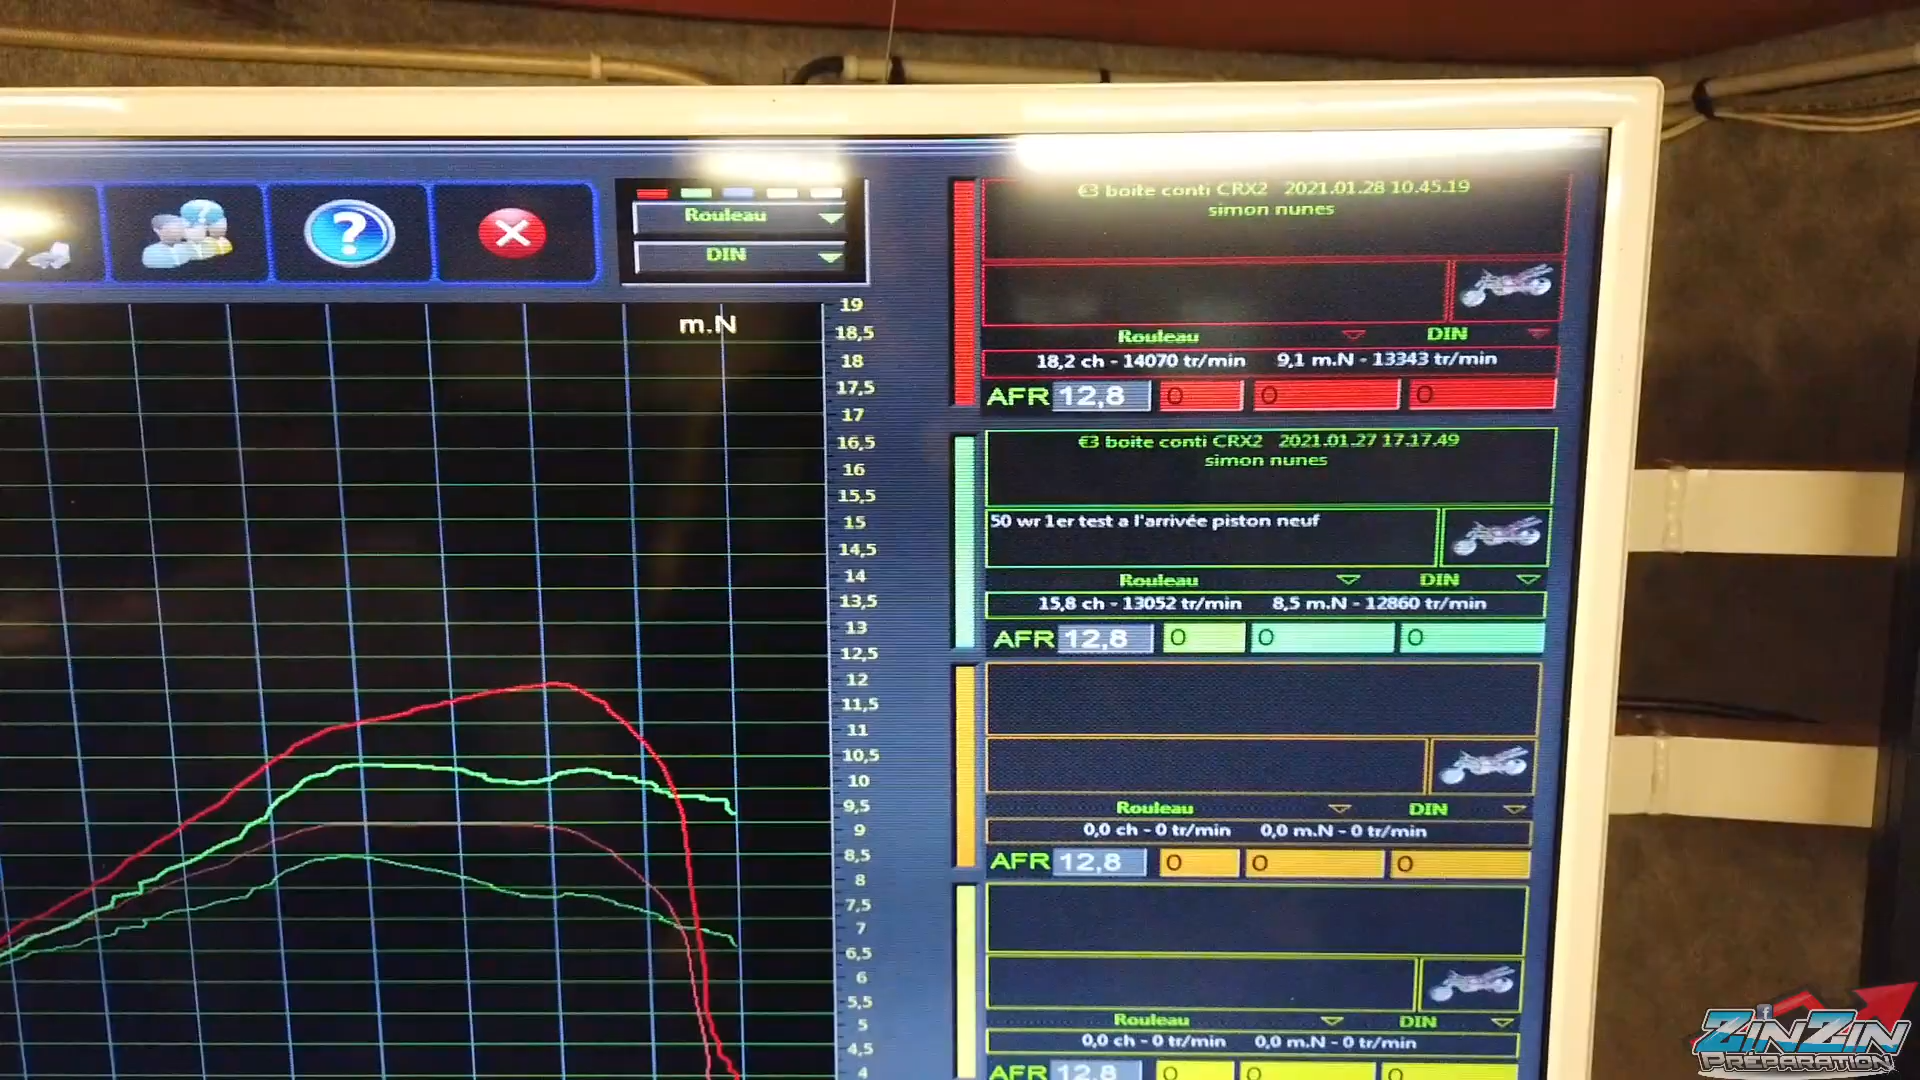 ?
Rouleau
DIN
m.N
19
18,5
18
17,5
17
16,5
16
15,5
15
14,5
14
13,5
13
12,5
12
11,5
11
10,5
10
9,5
9
8,5
8
7,5
7
6,5
6
5,5
5
4,5
4
€3 boite conti CRX2 2021.01.28 10.45.19
simon nunes
Rouleau DIN
18,2 ch - 14070 tr/min 9,1 m.N - 13343 tr/min
AFR 12,8 0 0 0
€3 boite conti CRX2 2021.01.27 17.17.49
simon nunes
50 wr 1er test a l'arrivée piston neuf
Rouleau DIN
15,8 ch - 13052 tr/min 8,5 m.N - 12860 tr/min
AFR 12,8 0 0 0
Rouleau DIN
0,0 ch - 0 tr/min 0,0 m.N - 0 tr/min
AFR 12,8 0 0 0
Rouleau DIN
0,0 ch - 0 tr/min 0,0 m.N - 0 tr/min
AFR 12,8 0 0 0
ZINZIN
PRÉPARATION